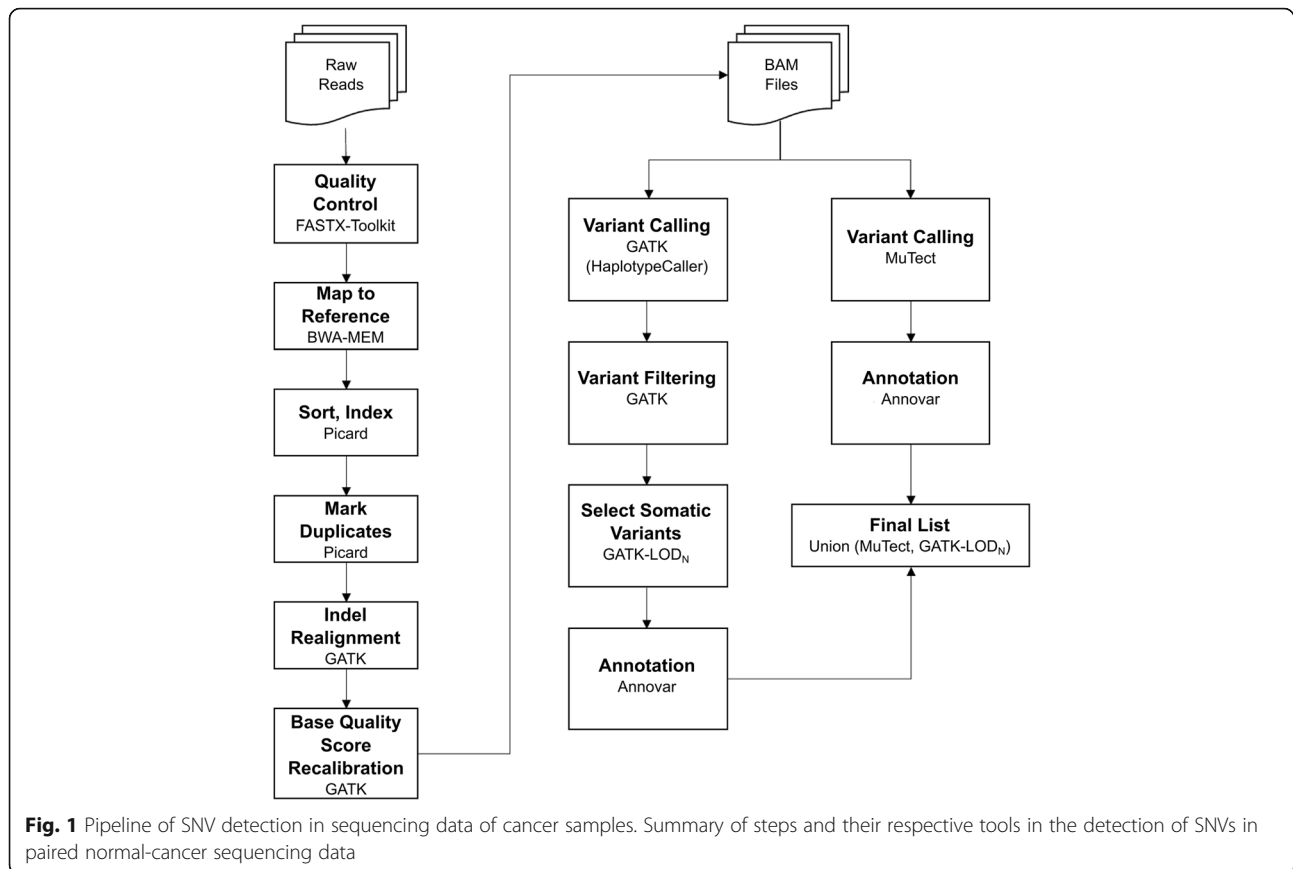 Raw
Reads
Quality
Control
FASTX-Toolkit
Map to
Reference
BWA-MEM
Sort, Index
Picard
Mark
Duplicates
Picard
Indel
Realignment
GATK
Base Quality
Score
Recalibration
GATK
BAM
Files
Variant Calling
GATK
(HaplotypeCaller)
Variant Filtering
GATK
Select Somatic
Variants
GATK-LODN
Annotation
Annovar
Variant Calling
MuTect
Annotation
Annovar
Final List
Union (MuTect, GATK-LODN)
Fig. 1 Pipeline of SNV detection in sequencing data of cancer samples. Summary of steps and their respective tools in the detection of SNVs in
paired normal-cancer sequencing data